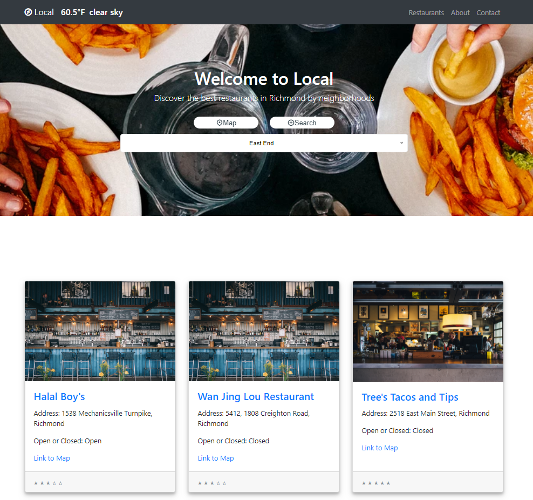 Local 60.5°F clear sky
Restaurants About Contact
Welcome to Local
Discover the best restaurants in Richmond by neighborhoods
Map Search
East End
Halal Boy's
Address: 1538 Mechanicsville Turnpike,
Richmond
Open or Closed: Open
Link to Map
★ ★ ★ ☆ ☆
Wan Jing Lou Restaurant
Address: 5412, 1808 Creighton Road,
Richmond
Open or Closed: Closed
Link to Map
★ ★ ★ ☆ ☆
Tree's Tacos and Tips
Address: 2518 East Main Street, Richmond
Open or Closed: Closed
Link to Map
★ ★ ★ ★ ★